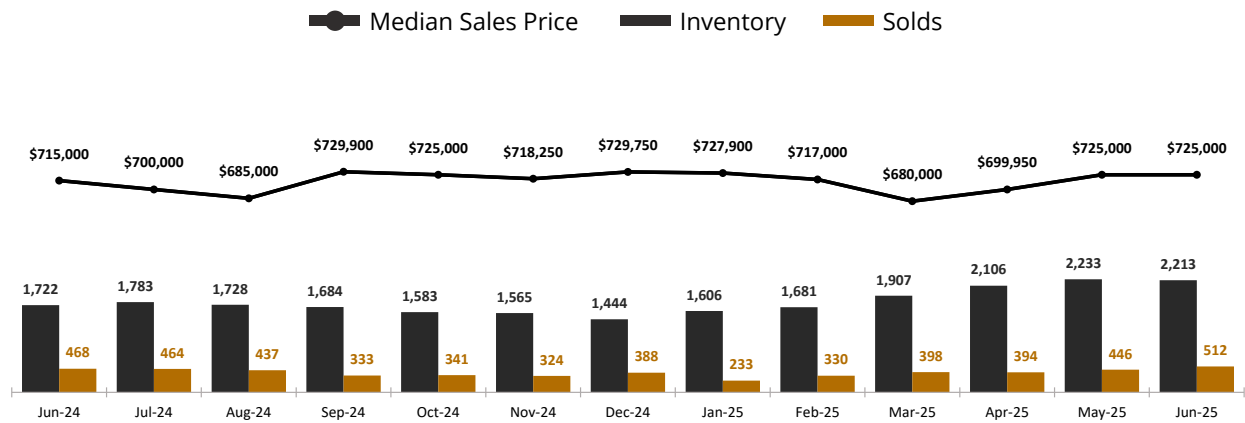 Median Sales Price Inventory Solds
$715,000 $700,000 $685,000 $729,900 $725,000 $718,250 $729,750 $727,900 $717,000 $680,000 $699,950 $725,000 $725,000
1,722 1,783 1,728 1,684 1,583 1,565 1,444 1,606 1,681 1,907 2,106 2,233 2,213
468 464 437 333 341 324 388 233 330 398 394 446 512
Jun-24 Jul-24 Aug-24 Sep-24 Oct-24 Nov-24 Dec-24 Jan-25 Feb-25 Mar-25 Apr-25 May-25 Jun-25